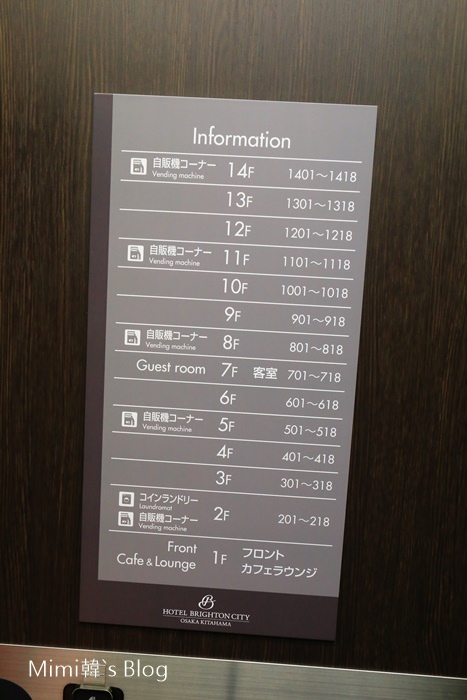 Information
自販機コーナー 14F 1401～1418
Vending machine
13F 1301～1318
12F 1201～1218
自販機コーナー 11F 1101～1118
Vending machine
10F 1001～1018
9F 901～918
自販機コーナー 8F 801～818
Vending machine
Guest room 7F 客室 701～718
6F 601～618
自販機コーナー 5F 501～518
Vending machine
4F 401～418
3F 301～318
コインランドリー
Laundromat
自販機コーナー 2F 201～218
Vending machine
Front 1F フロント
Cafe & Lounge カフェラウンジ
HOTEL BRIGHTON CITY
OSAKA KITAHAMA
Mimi韓`s Blog